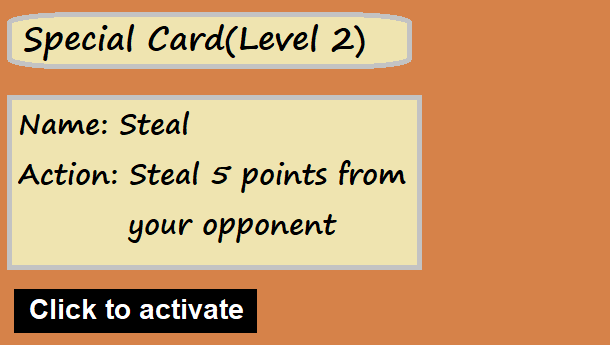 Special Card(Level 2)
Name: Steal
Action: Steal 5 points from
your opponent
Click to activate